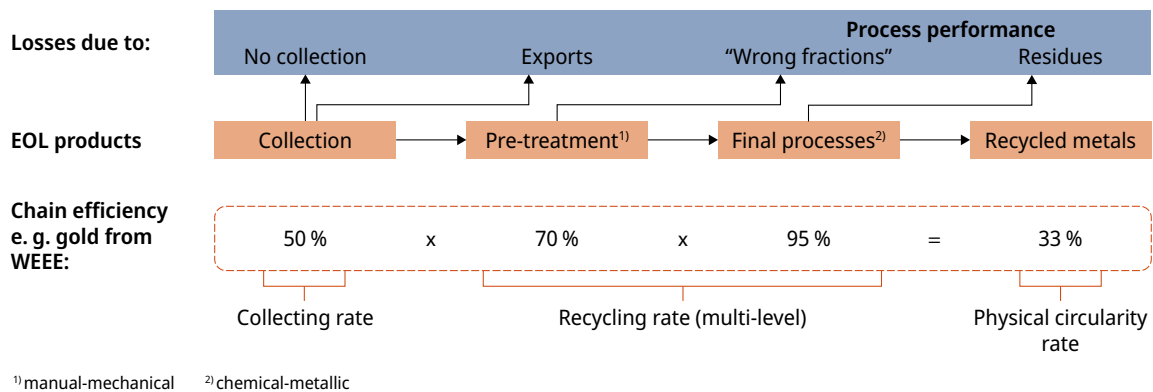 Process performance
Losses due to:
No collection
Exports
“Wrong fractions”
Residues
EOL products
Collection
Pre-treatment¹⁾
Final processes²⁾
Recycled metals
Chain efficiency
e. g. gold from
WEEE:
50 % x 70 % x 95 % = 33 %
Collecting rate
Recycling rate (multi-level)
Physical circularity
rate
¹⁾ manual-mechanical ²⁾ chemical-metallic